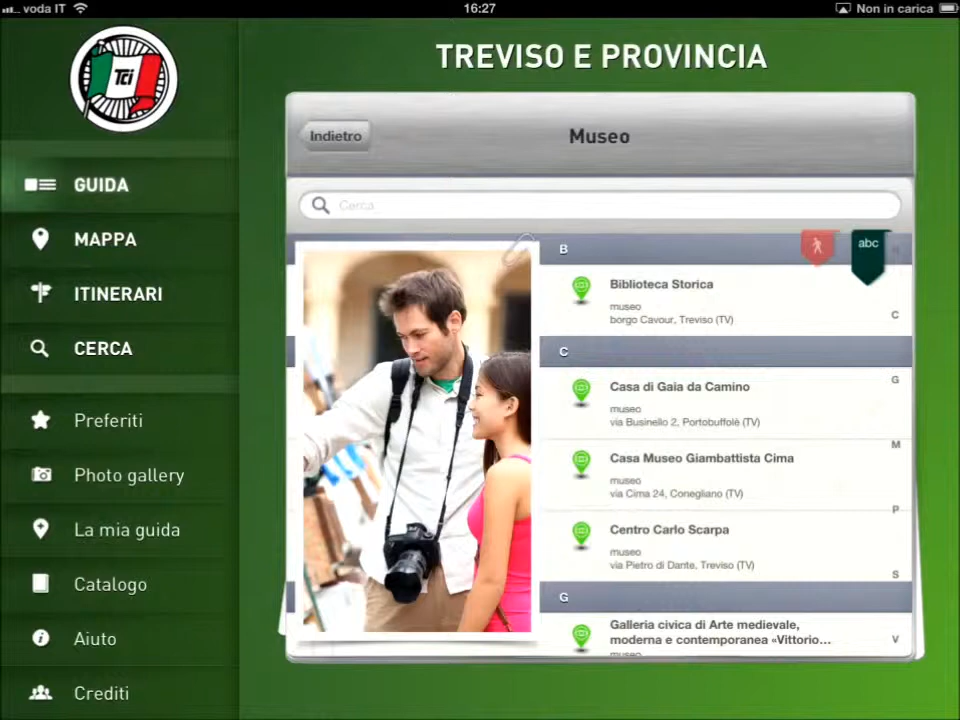 voda IT
16:27
Non in carica
TCi
TREVISO E PROVINCIA
Indietro
Museo
GUIDA
Cerca
MAPPA
ITINERARI
CERCA
Preferiti
Photo gallery
La mia guida
Catalogo
Aiuto
Crediti
B
abc
Biblioteca Storica
museo
borgo Cavour, Treviso (TV)
C
Casa di Gaia da Camino
museo
via Businello 2, Portobuffolè (TV)
Casa Museo Giambattista Cima
museo
via Cima 24, Conegliano (TV)
Centro Carlo Scarpa
museo
via Pietro di Dante, Treviso (TV)
G
Galleria civica di Arte medievale,
moderna e contemporanea «Vittorio...
museo
C
G
M
P
S
V